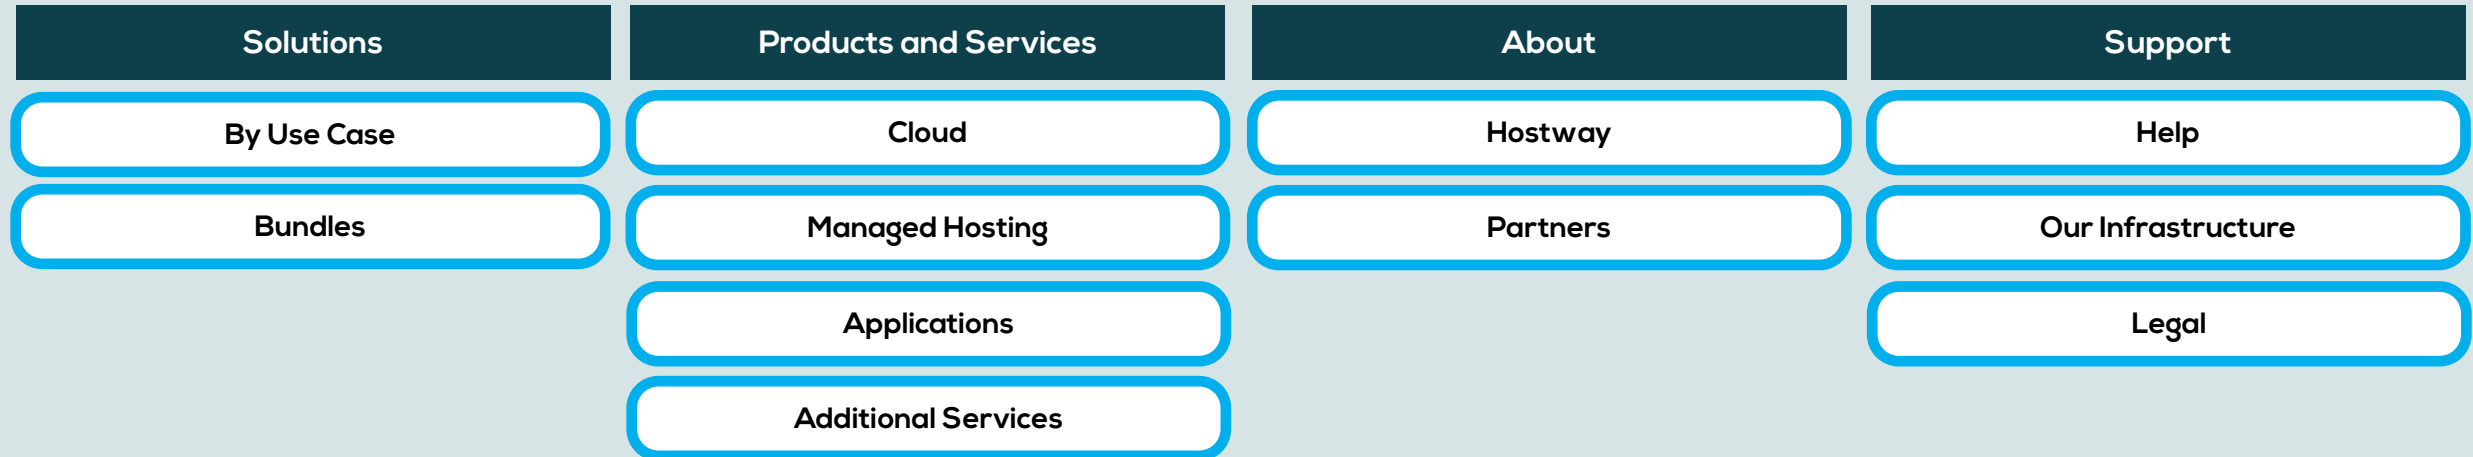 Solutions
By Use Case
Bundles
Products and Services
Cloud
Managed Hosting
Applications
Additional Services
About
Hostway
Partners
Support
Help
Our Infrastructure
Legal